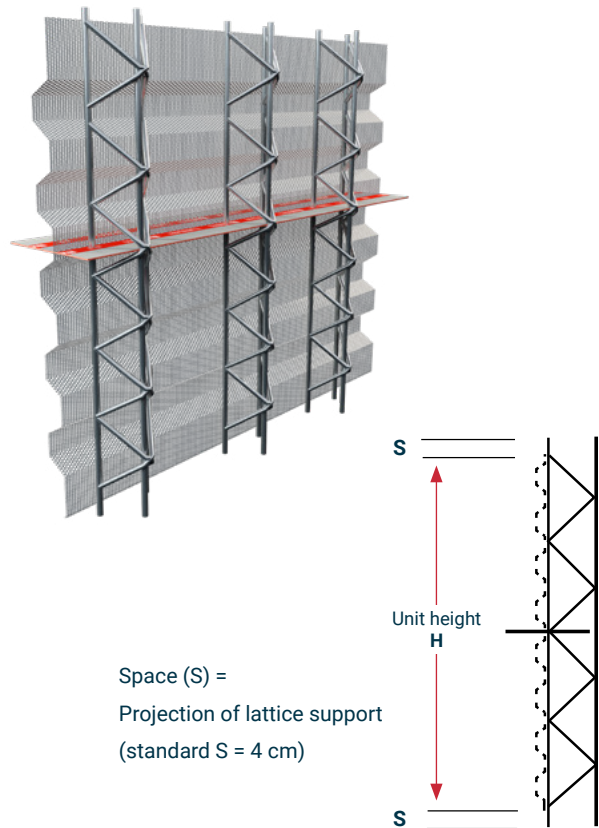 S
Unit height
H
Space (S) =
Projection of lattice support
(standard S = 4 cm)
S